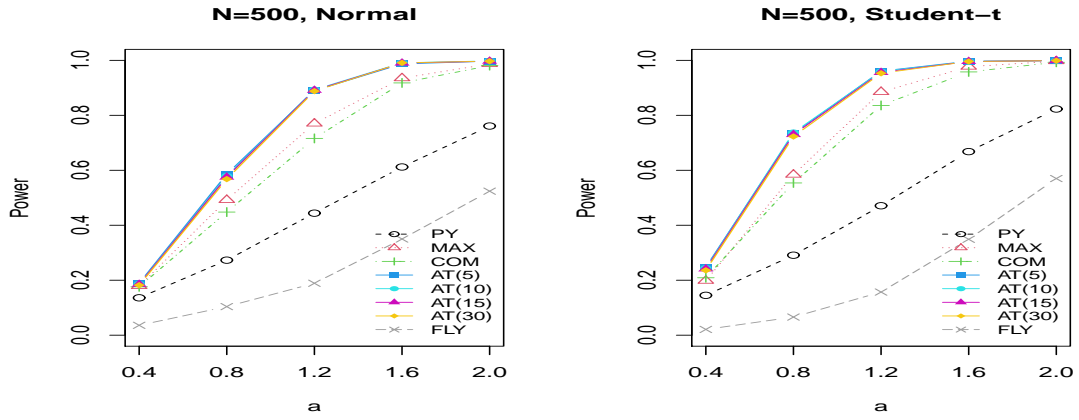 N=500, Normal
Power
1.0
0.8
0.6
0.4
0.2
0.0
PY
MAX
COM
AT(5)
AT(10)
AT(15)
AT(30)
FLY
0.4 0.8 1.2 1.6 2.0
a
N=500, Student−t
Power
1.0
0.8
0.6
0.4
0.2
0.0
PY
MAX
COM
AT(5)
AT(10)
AT(15)
AT(30)
FLY
0.4 0.8 1.2 1.6 2.0
a